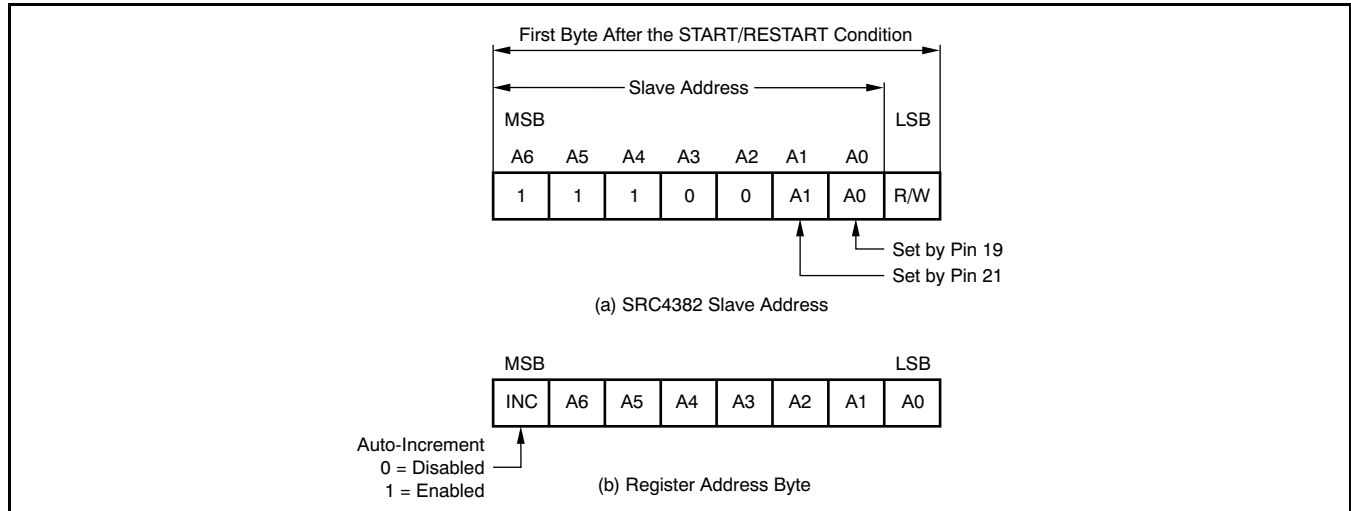 First Byte After the START/RESTART Condition
Slave Address
MSB LSB
A6 A5 A4 A3 A2 A1 A0
1 1 1 0 0 A1 A0 R/W
Set by Pin 19
Set by Pin 21
(a) SRC4382 Slave Address
MSB LSB
INC A6 A5 A4 A3 A2 A1 A0
Auto-Increment
0 = Disabled
1 = Enabled
(b) Register Address Byte